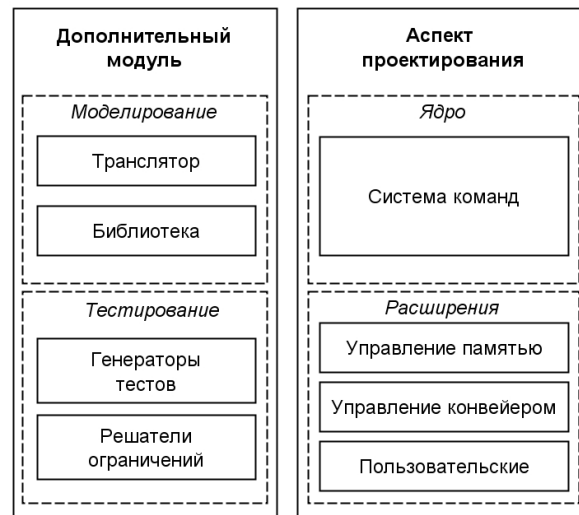 Дополнительный
модуль
Моделирование
Транслятор
Библиотека
Тестирование
Генераторы
тестов
Решатели
ограничений
Аспект
проектирования
Ядро
Система команд
Расширения
Управление памятью
Управление конвейером
Пользовательские